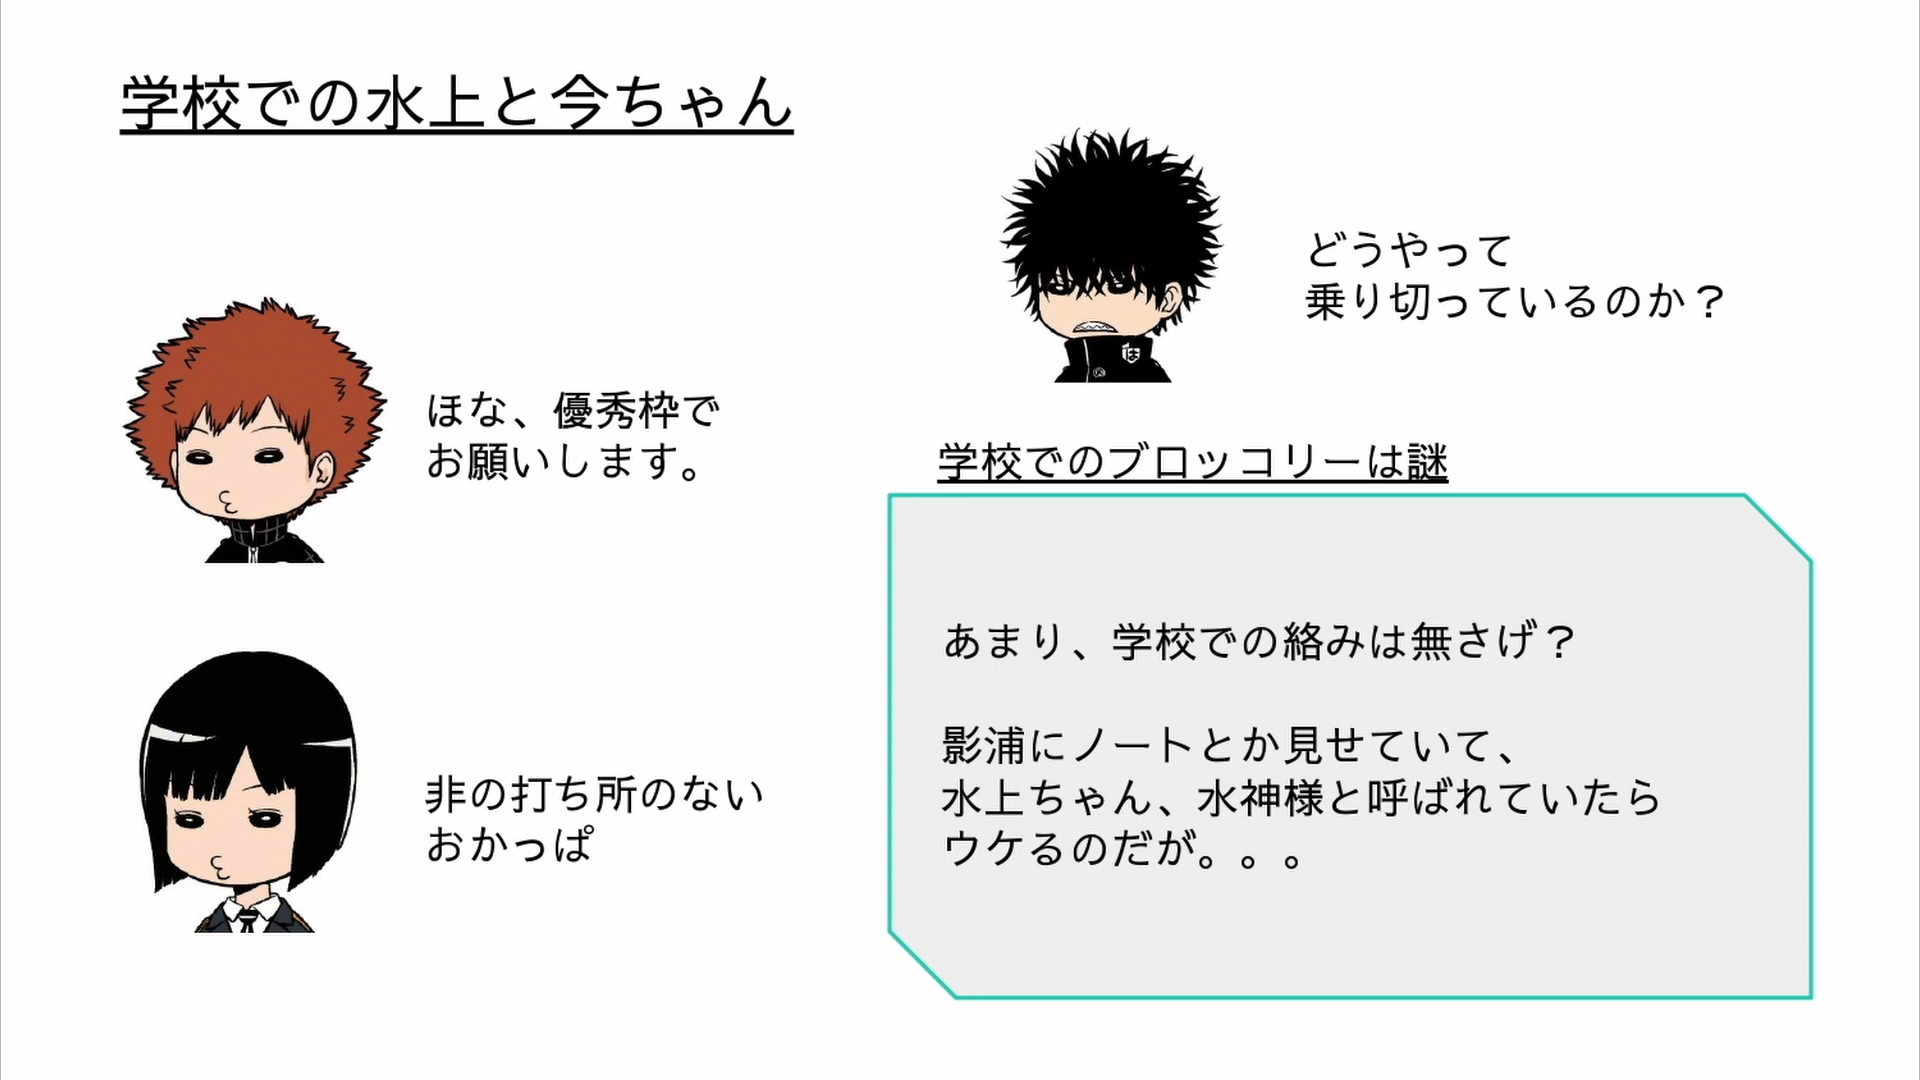 学校での水上と今ちゃん
ほな、優秀枠で
お願いします。
非の打ち所のない
おかっぱ
は
どうやって
乗り切っているのか？
学校でのブロッコリーは謎
あまり、学校での絡みは無さげ？
影浦にノートとか見せていて、
水上ちゃん、水神様と呼ばれていたら
ウケるのだが。。。